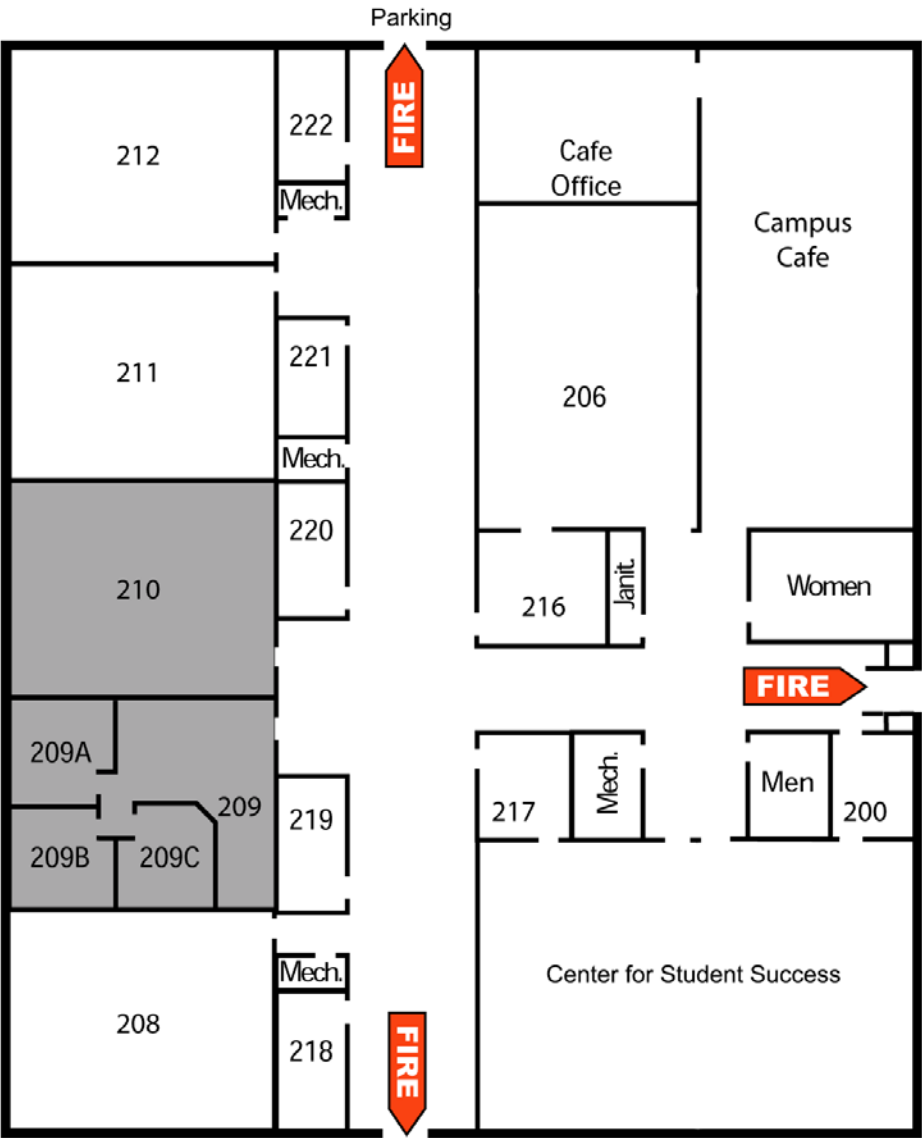 Parking
FIRE
222
212
Cafe
Office
Mech.
Campus
Cafe
221
211
206
Mech.
220
210
Janit.
Women
216
FIRE
209A
Mech.
Men
209
219
217
200
209B
209C
Mech.
Center for Student Success
208
218
FIRE